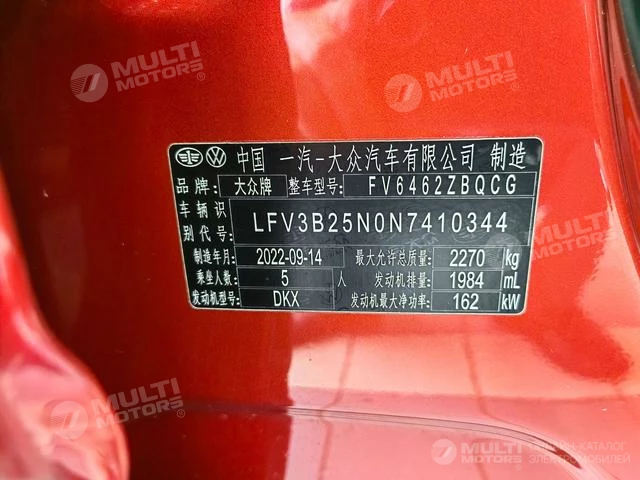 MULTI MOTORS
MULTI MOTORS
中国 一汽-大众汽车有限公司 制造
品牌: 大众牌 整车型号: FV6462ZBQCG
车辆识别代号: LFV3B25N0N7410344
制造年月: 2022-09-14 最大允许总质量: 2270 kg
乘坐人数: 5 人 发动机排量: 1984 mL
发动机型号: DKX 发动机最大净功率: 162 kW
MULTI MOTORS
MULTI MOTORS
ЭЛЕКТРОМОБИЛЕЙ